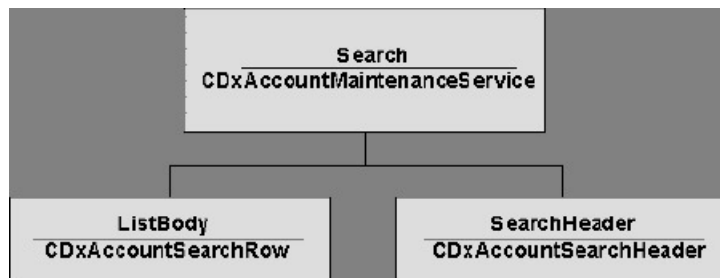 Search
CDxAccountMaintenanceService
ListBody
CDxAccountSearchRow
SearchHeader
CDxAccountSearchHeader